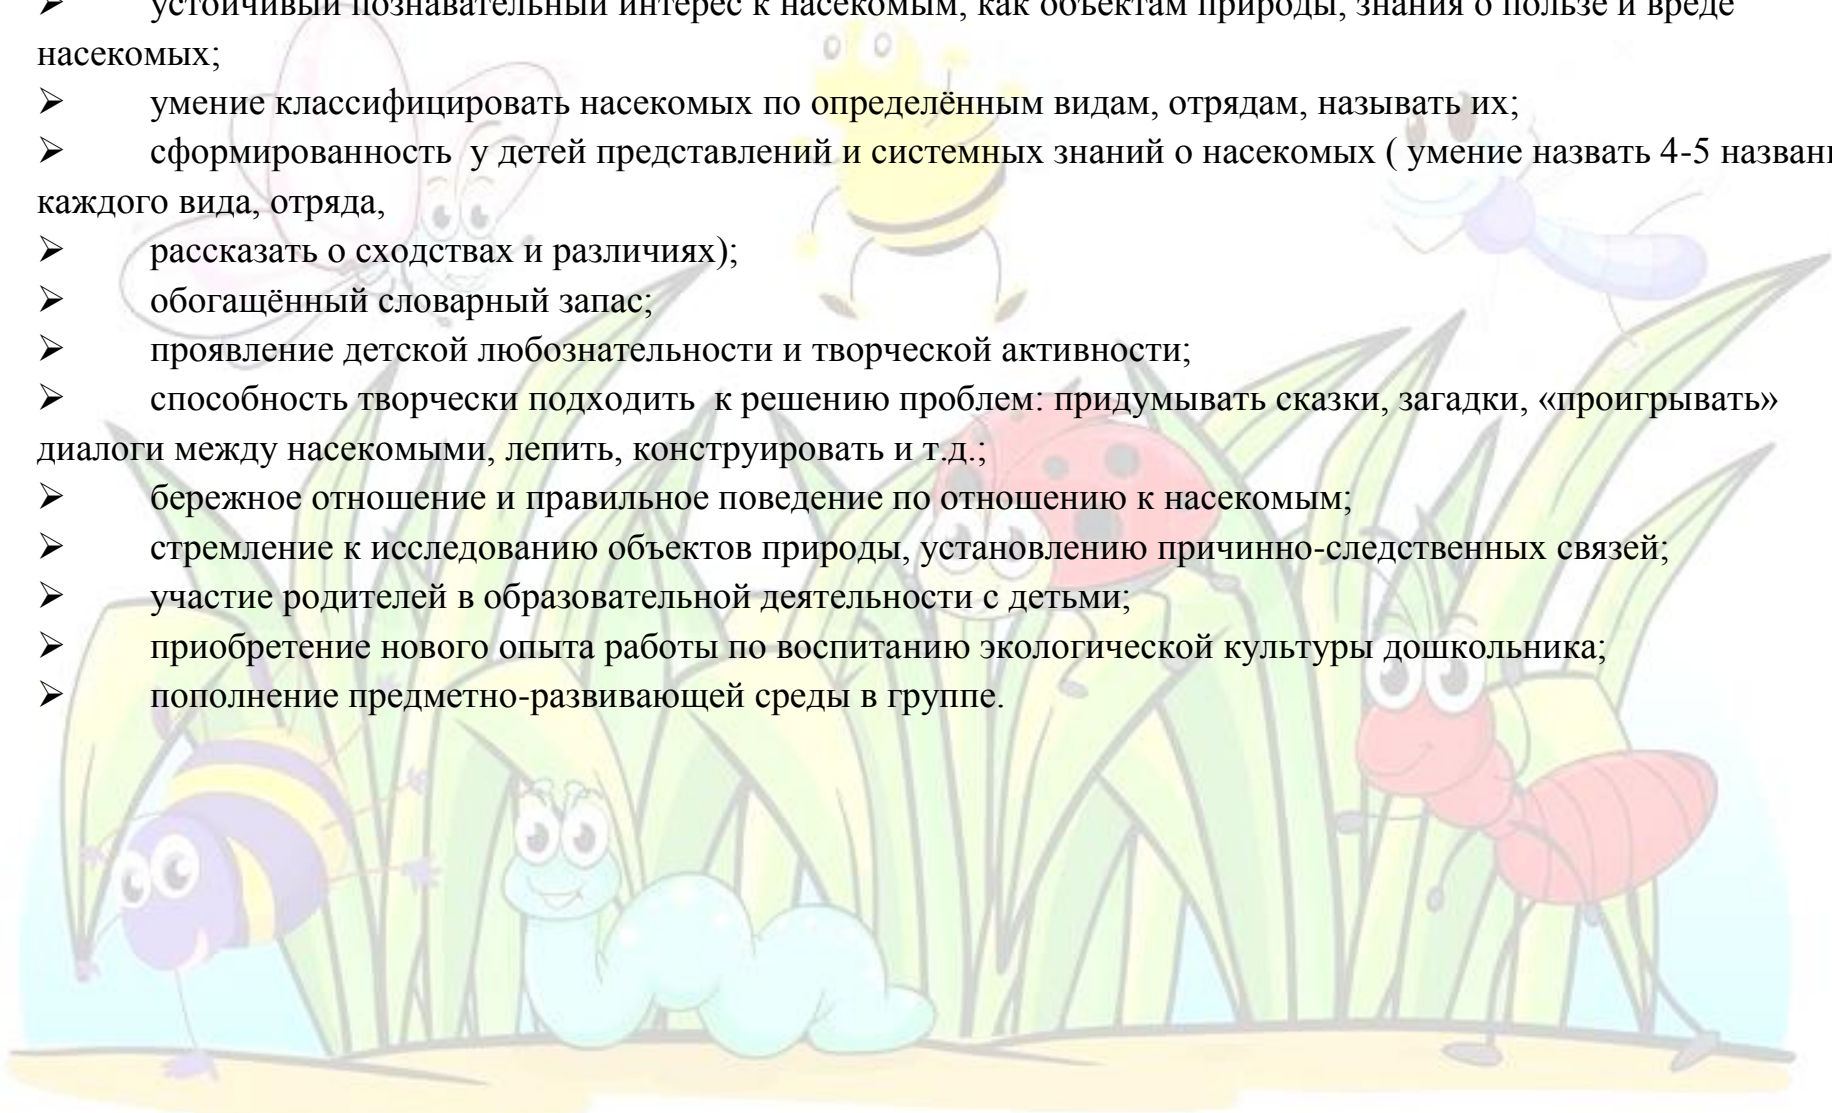 ➤ устойчивый познавательный интерес к насекомым, как объектам природы, знания о пользе и вреде
насекомых;
➤ умение классифицировать насекомых по определённым видам, отрядам, называть их;
➤ сформированность  у детей представлений и системных знаний о насекомых ( умение назвать 4-5
каждого вида, отряда,
➤ рассказать о сходствах и различиях);
➤ обогащённый словарный запас;
➤ проявление детской любознательности и творческой активности;
➤ способность творчески подходить  к решению проблем: придумывать сказки, загадки, «проигрывать»
диалоги между насекомыми, лепить, конструировать и т.д.;
➤ бережное отношение и правильное поведение по отношению к насекомым;
➤ стремление к исследованию объектов природы, установлению причинно-следственных связей;
➤ участие родителей в образовательной деятельности с детьми;
➤ приобретение нового опыта работы по воспитанию экологической культуры дошкольника;
➤ пополнение предметно-развивающей среды в группе.